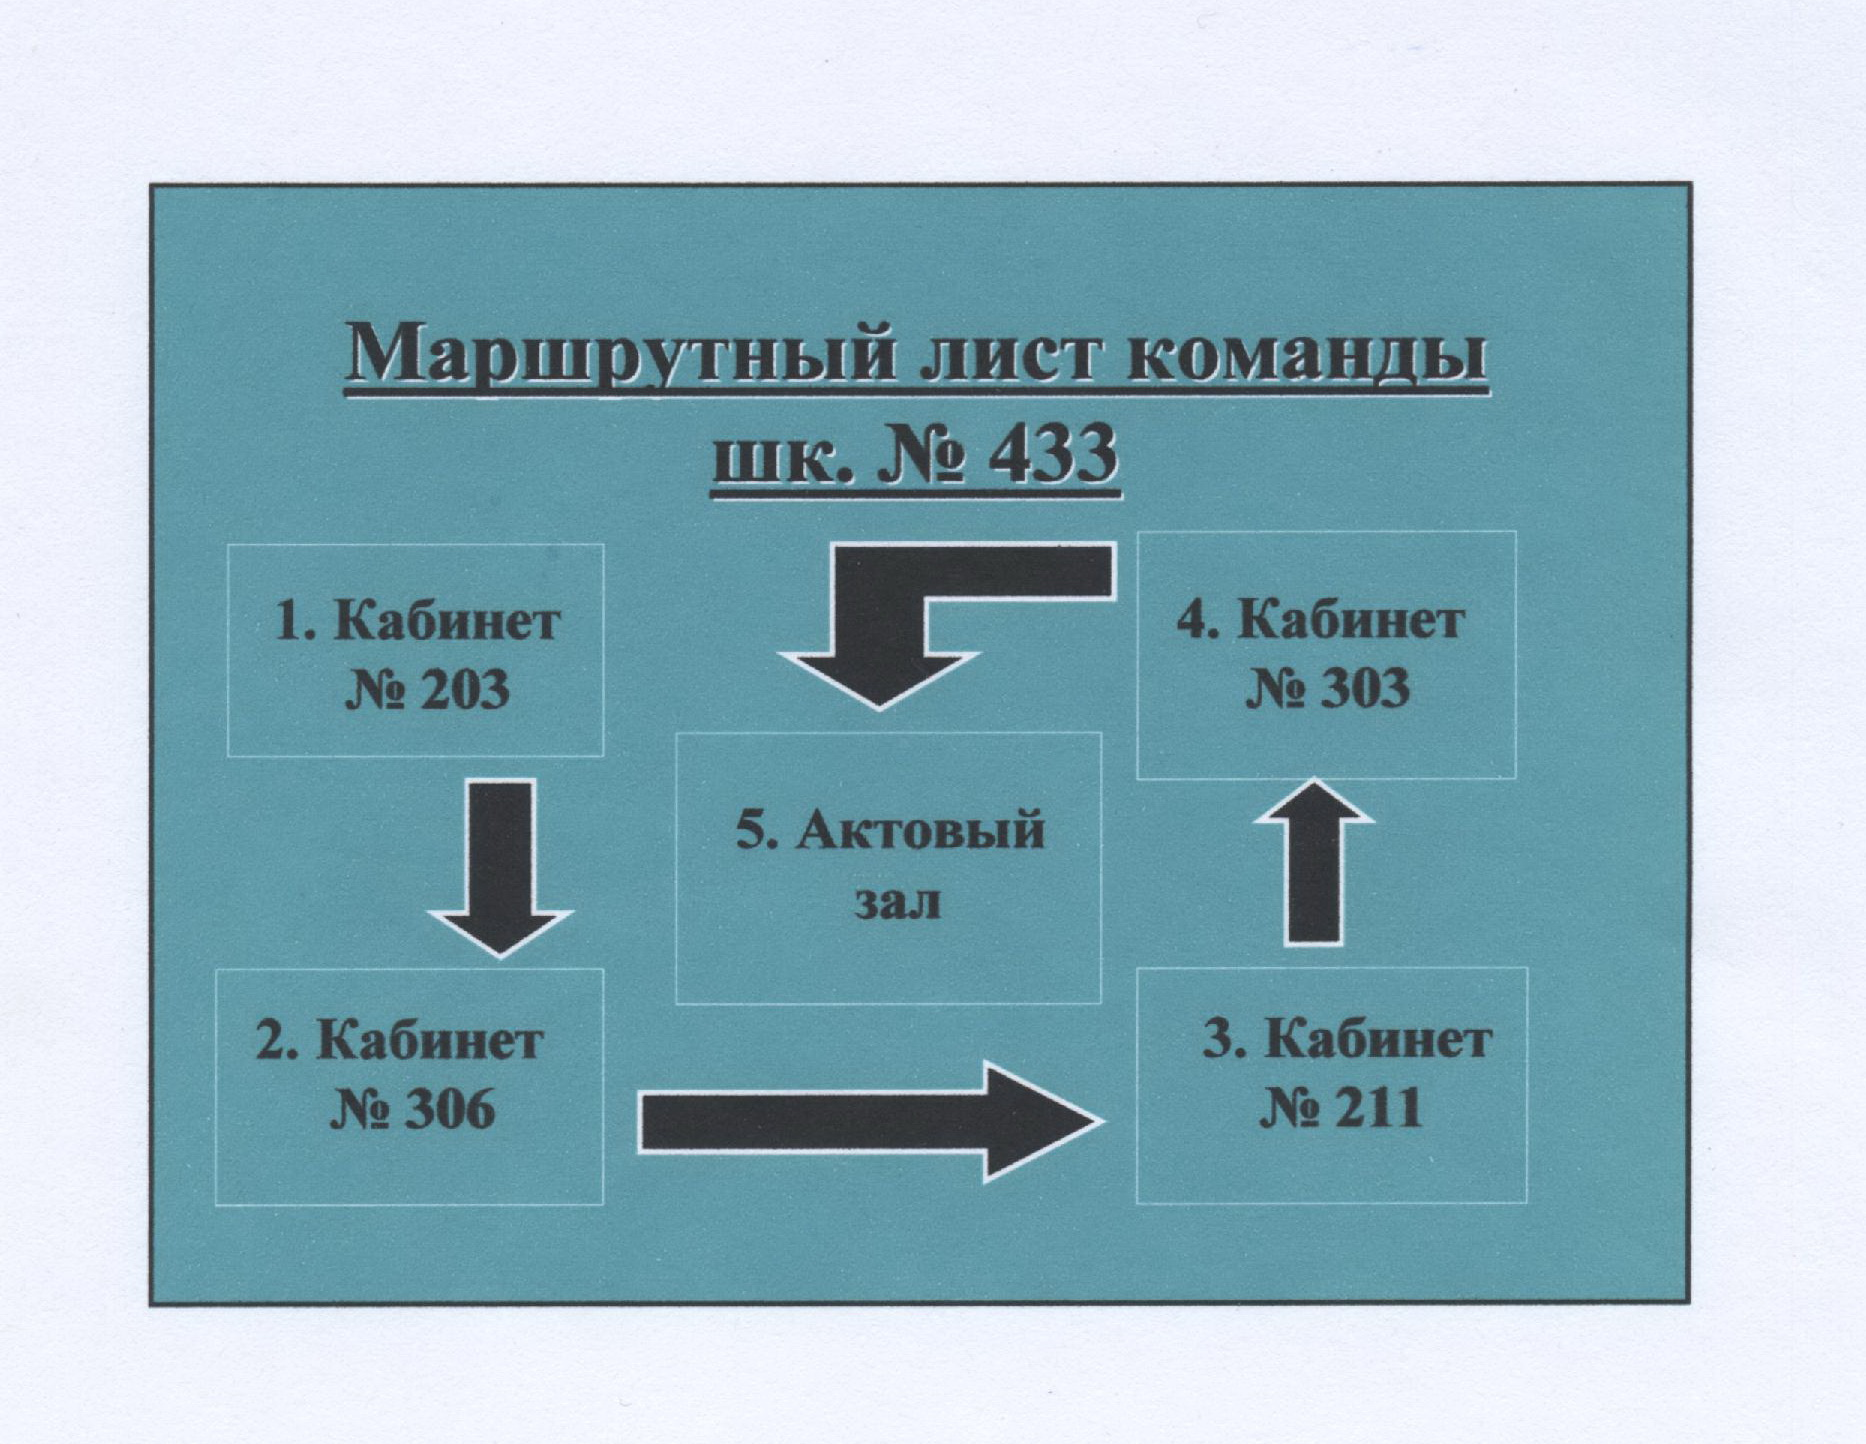 Маршрутный лист команды
шк. № 433
1. Кабинет
№ 203
2. Кабинет
№ 306
3. Кабинет
№ 211
4. Кабинет
№ 303
5. Актовый
зал